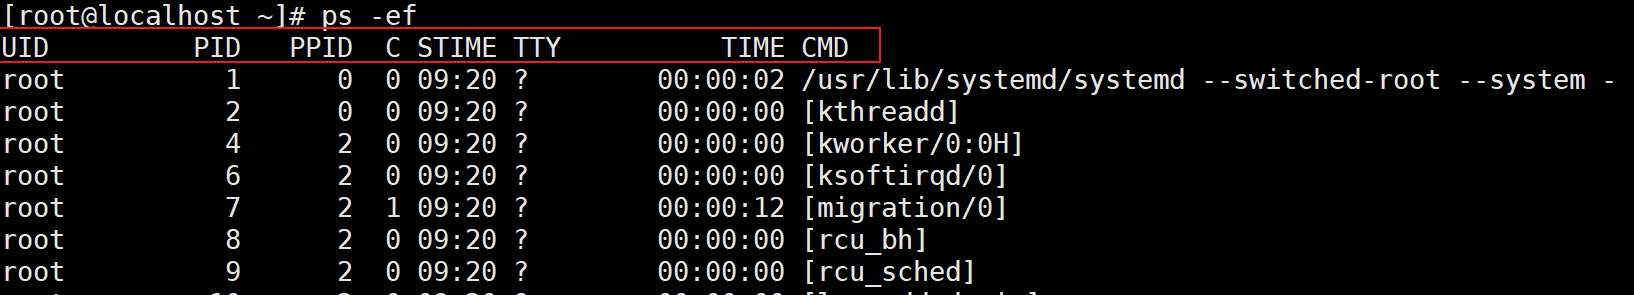 [root@localhost ~]# ps -ef
UID         PID   PPID  C STIME TTY          TIME CMD
root          1      0  0 09:20 ?        00:00:02 /usr/lib/systemd/systemd --switched-root --system -
root          2      0  0 09:20 ?        00:00:00 [kthreadd]
root          4      2  0 09:20 ?        00:00:00 [kworker/0:0H]
root          6      2  0 09:20 ?        00:00:00 [ksoftirqd/0]
root          7      2  1 09:20 ?        00:00:12 [migration/0]
root          8      2  0 09:20 ?        00:00:00 [rcu_bh]
root          9      2  0 09:20 ?        00:00:00 [rcu_sched]